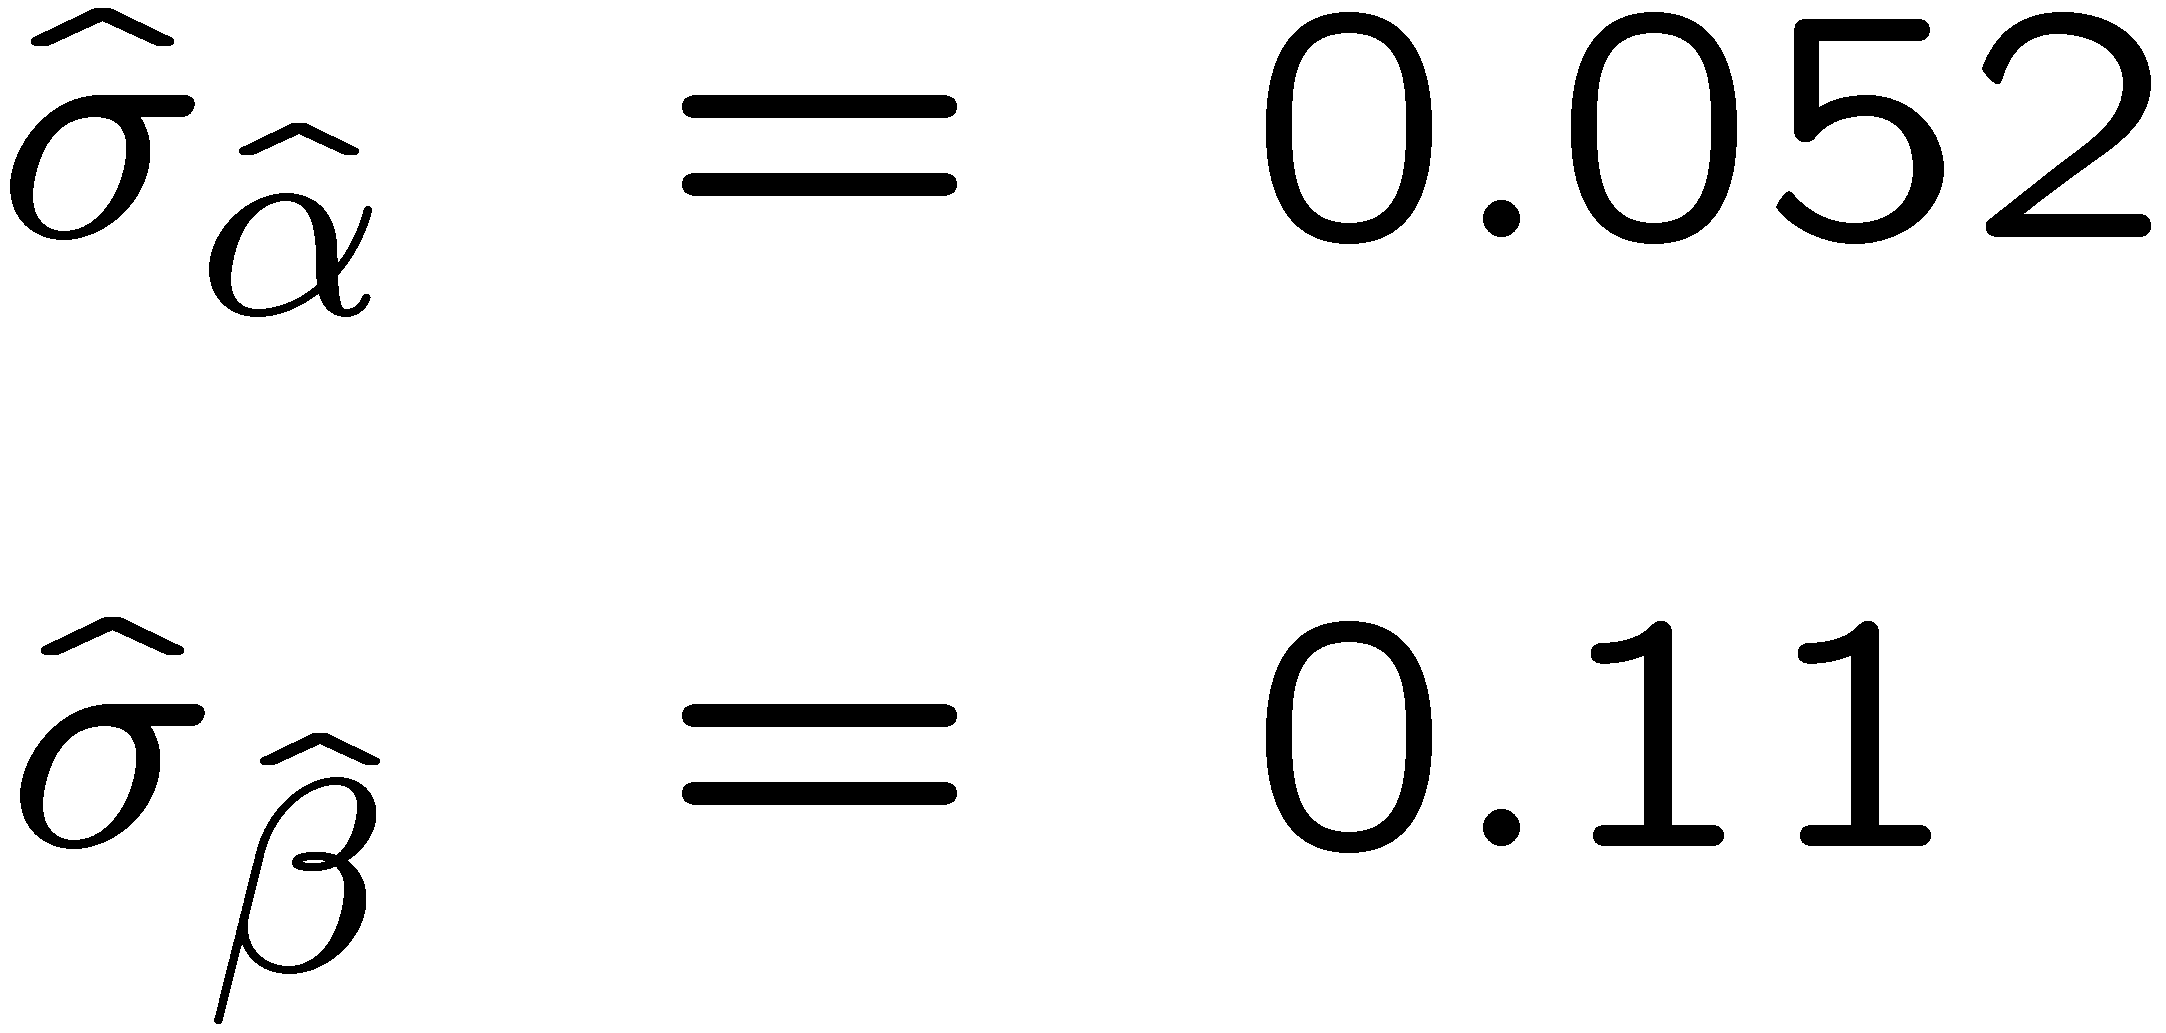 σ̂_α̂ = 0.052
σ̂_β̂ = 0.11